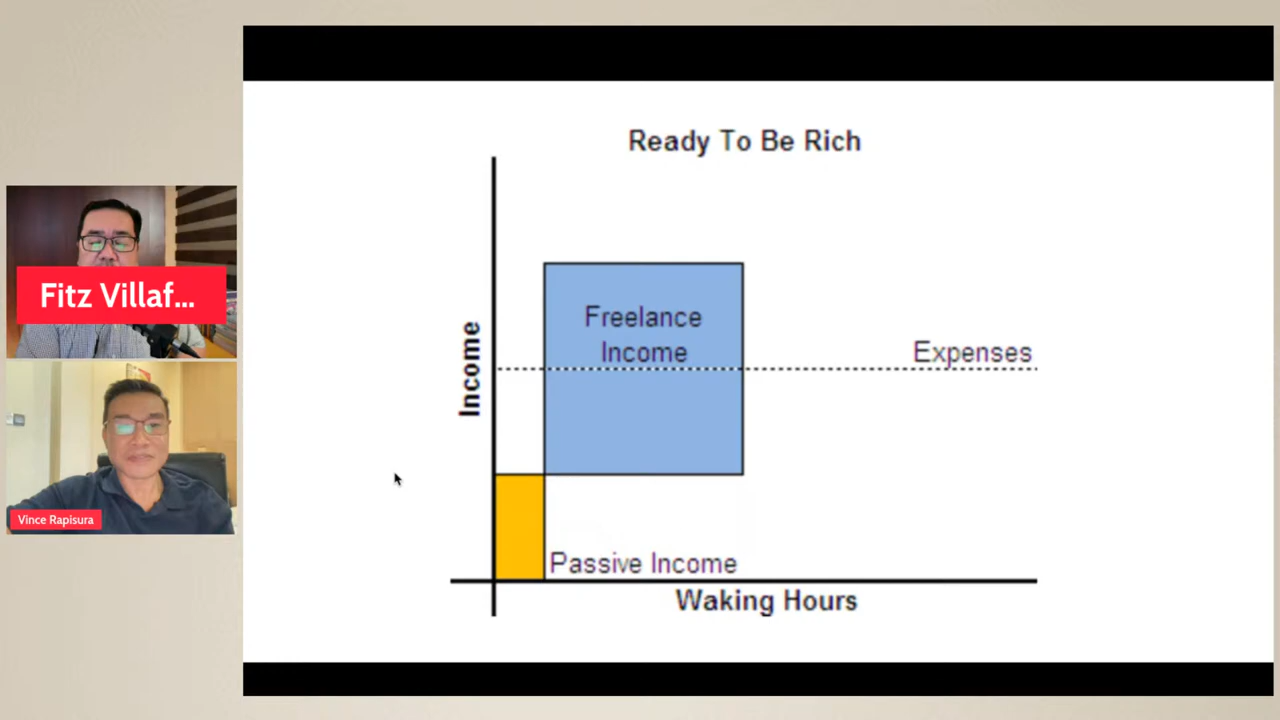 Ready To Be Rich
Fitz Villaf...
Freelance
Income
Expenses
Income
Vince Rapisura
Passive Income
Waking Hours